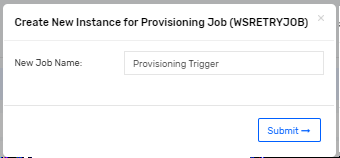 Create New Instance for Provisioning Job (WSRETRYJOB) ×
New Job Name: Provisioning Trigger
Submit →